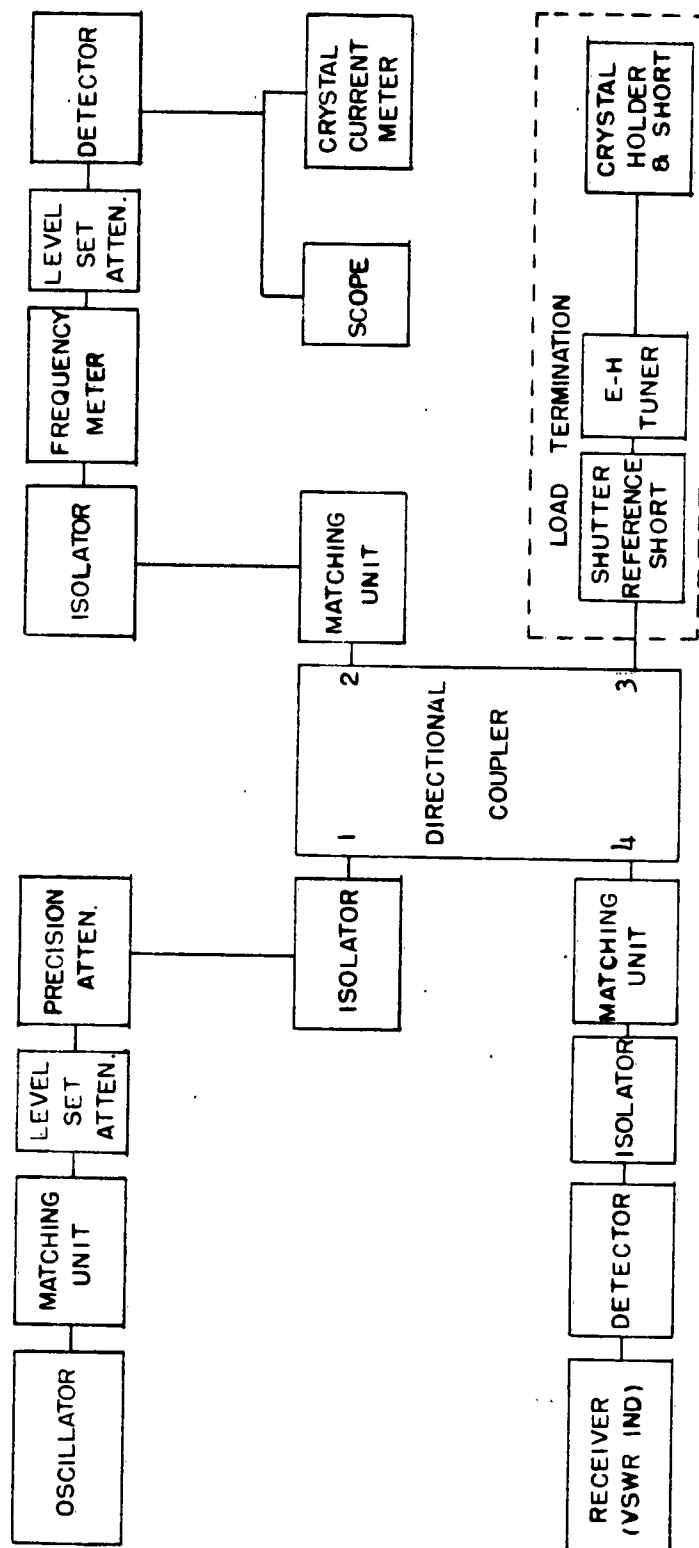 OSCILLATOR
MATCHING
UNIT
LEVEL
SET
ATTEN.
PRECISION
ATTEN.
ISOLATOR
ISOLATOR
FREQUENCY
METER
LEVEL
SET
ATTEN.
DETECTOR
MATCHING
UNIT
SCOPE
CRYSTAL
CURRENT
METER
1
2
DIRECTIONAL
COUPLER
4
3
RECEIVER
(VSWR IND)
DETECTOR
ISOLATOR
MATCHING
UNIT
LOAD TERMINATION
SHUTTER
REFERENCE
SHORT
E-H
TUNER
CRYSTAL
HOLDER
& SHORT